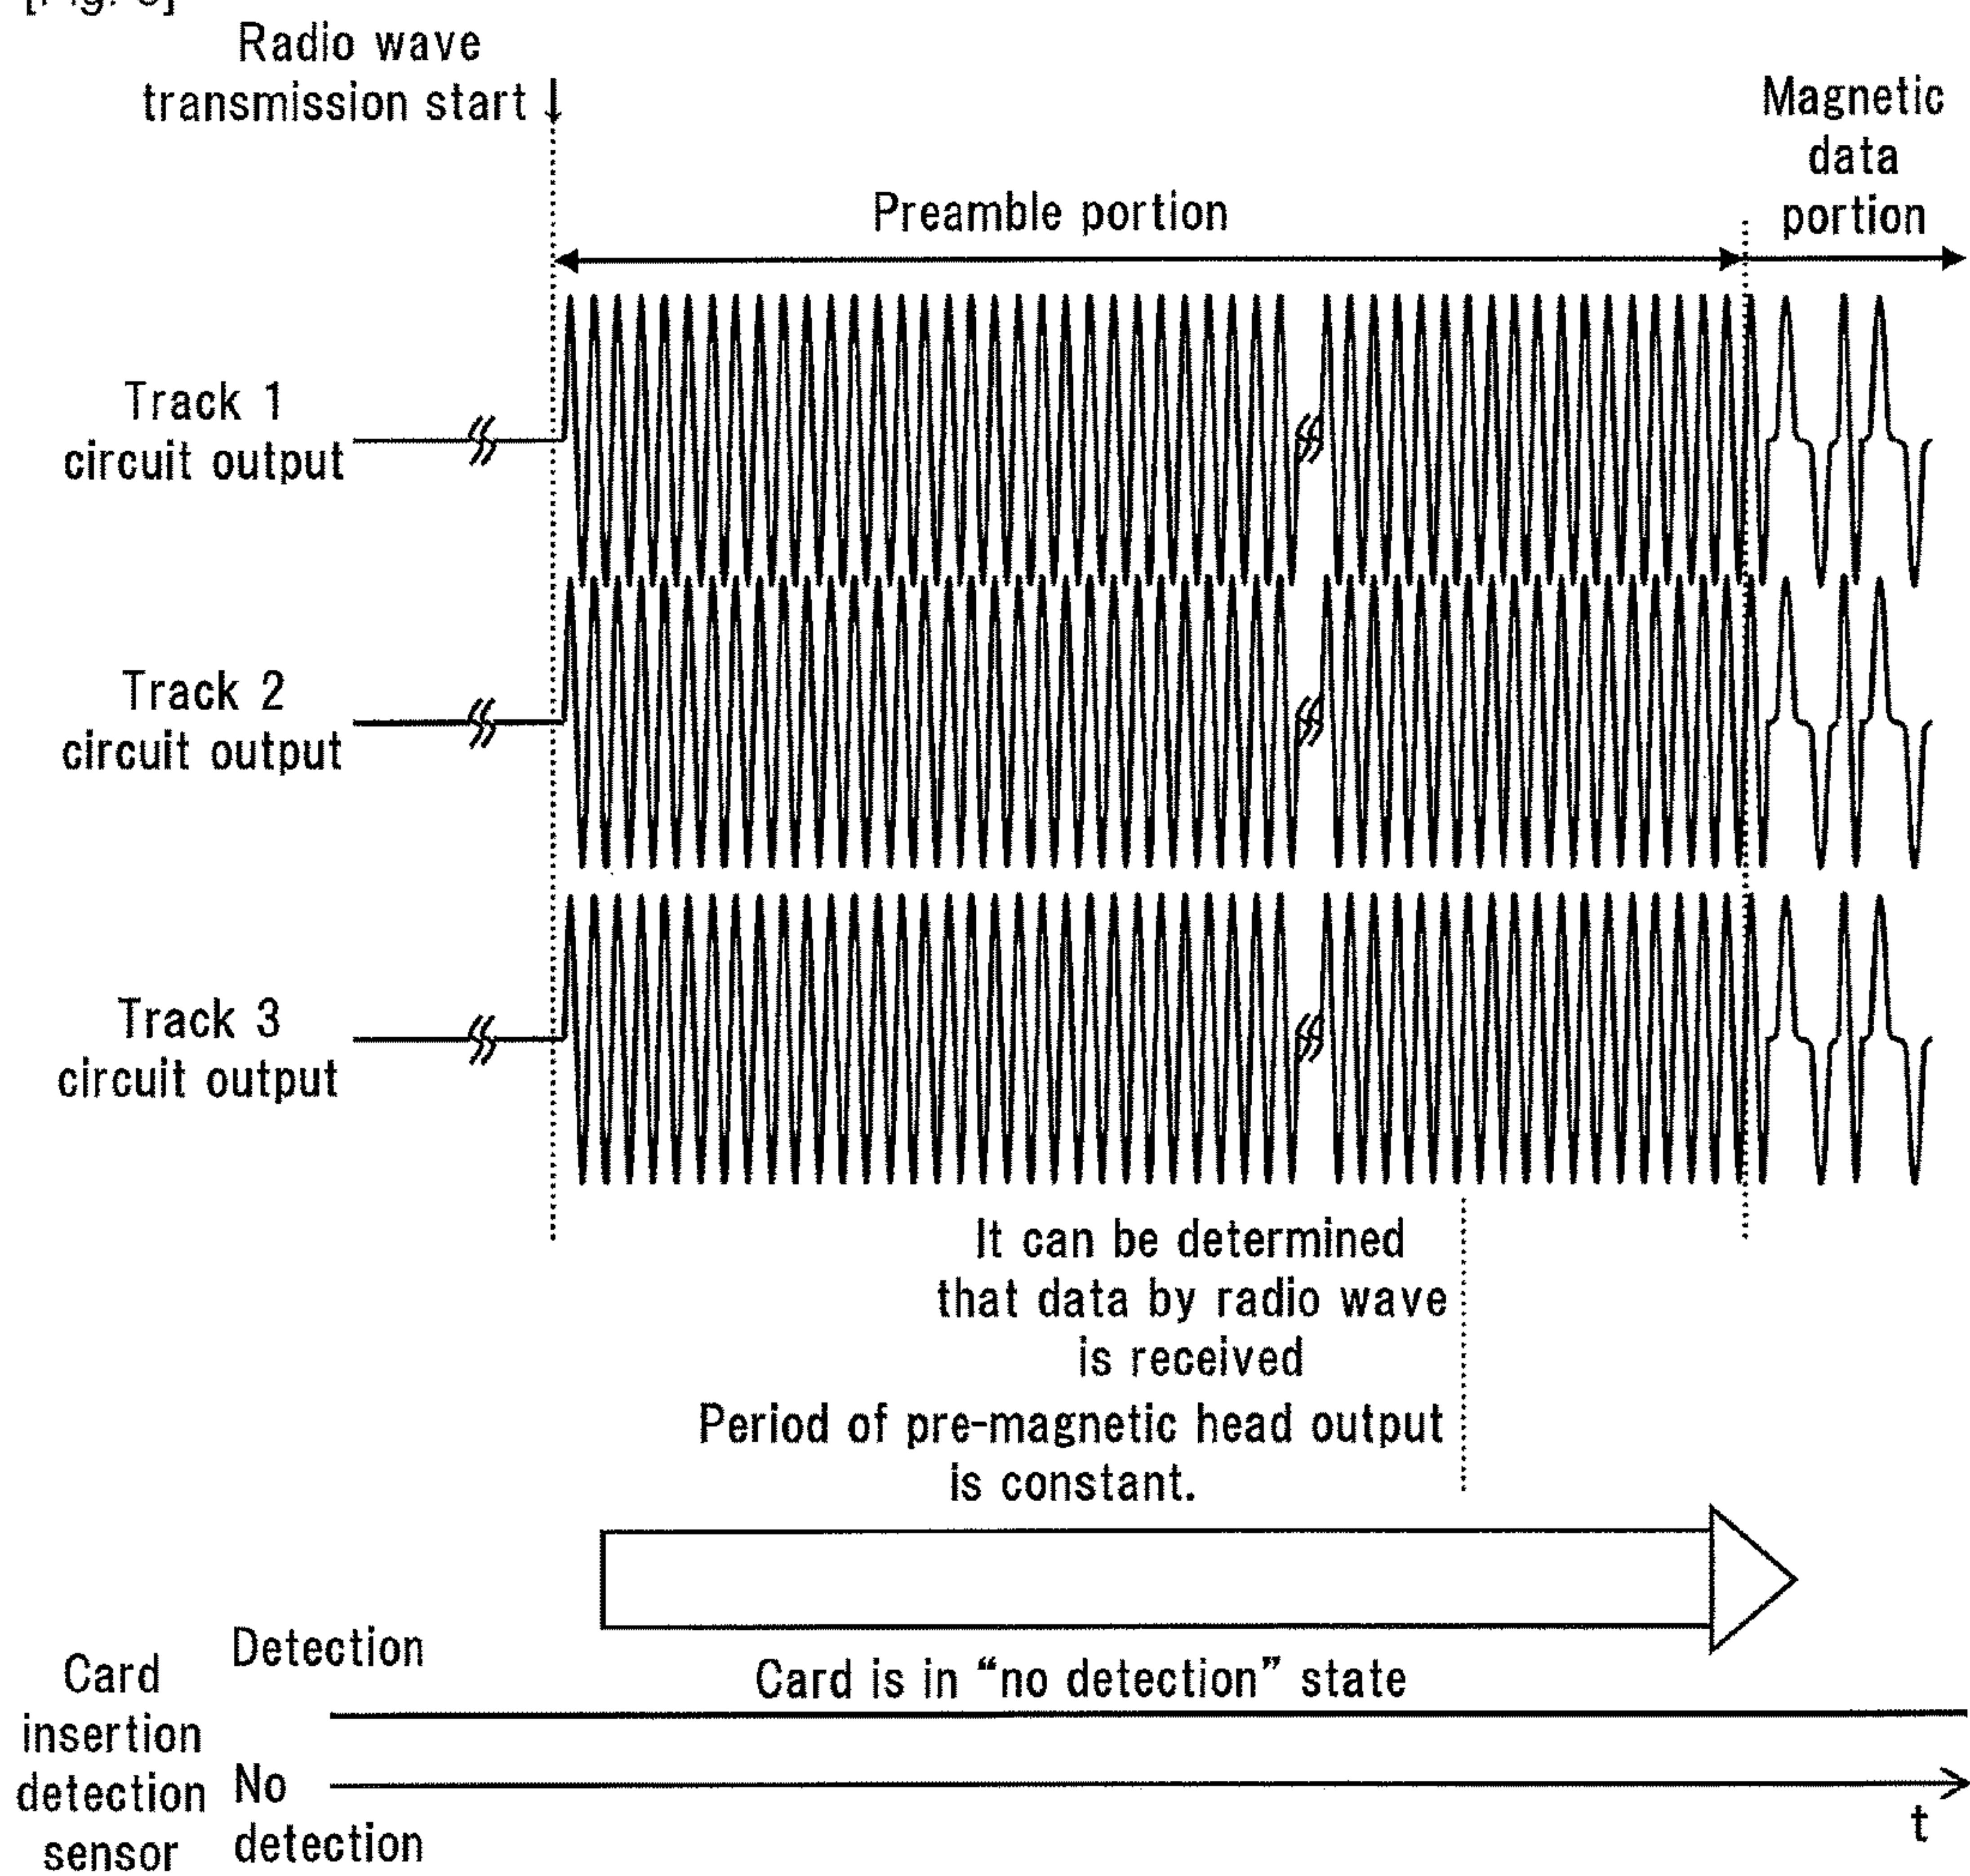 Radio wave
transmission start
Magnetic
data
portion
Preamble portion
Track 1
circuit output
Track 2
circuit output
Track 3
circuit output
It can be determined
that data by radio wave
is received
Period of pre-magnetic head output
is constant.
Card is in “no detection” state
Card
insertion
detection
sensor
Detection
No
detection
t